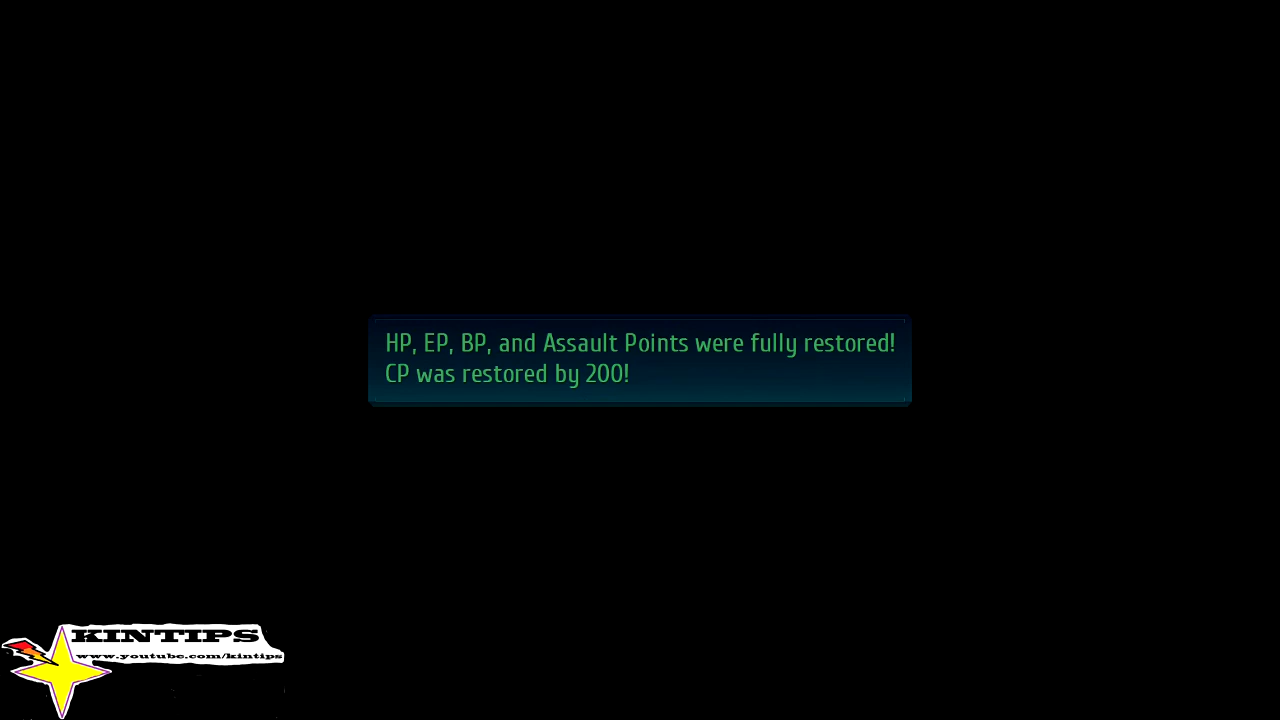 HP, EP, BP, and Assault Points were fully restored!
CP was restored by 200!
KINTIPS
www.youtube.com/kintips